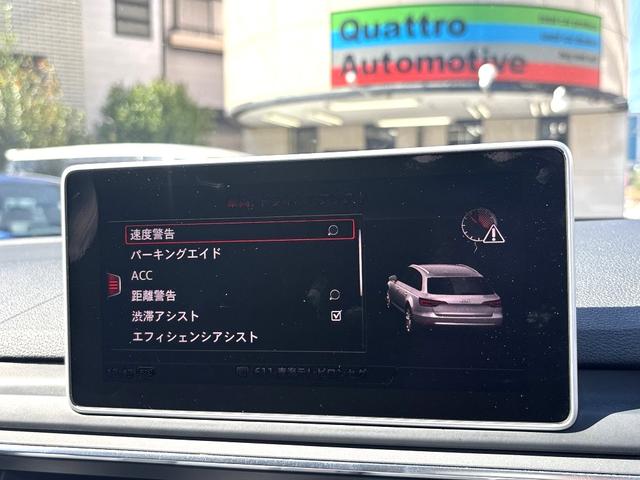 Quattro
Automotive
速度警告
パーキングエイド
ACC
距離警告
渋滞アシスト
エフィシェンシアシスト